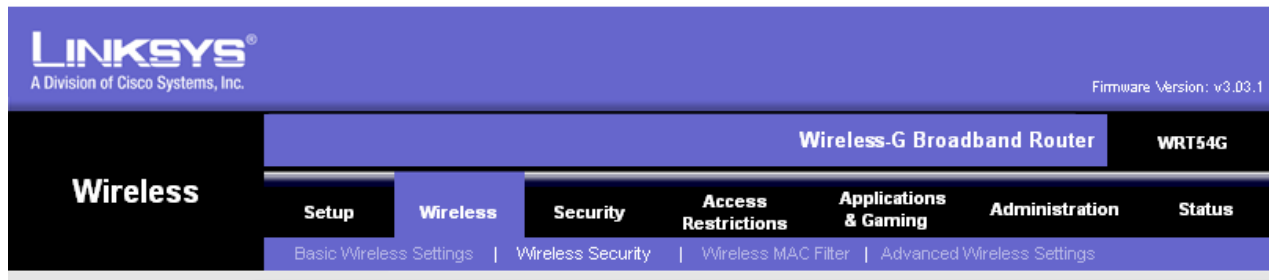 LINKSYS®
A Division of Cisco Systems, Inc.
Firmware Version: v3.03.1
Wireless-G Broadband Router WRT54G
Wireless
Setup Wireless Security Access Restrictions Applications & Gaming Administration Status
Basic Wireless Settings | Wireless Security | Wireless MAC Filter | Advanced Wireless Settings